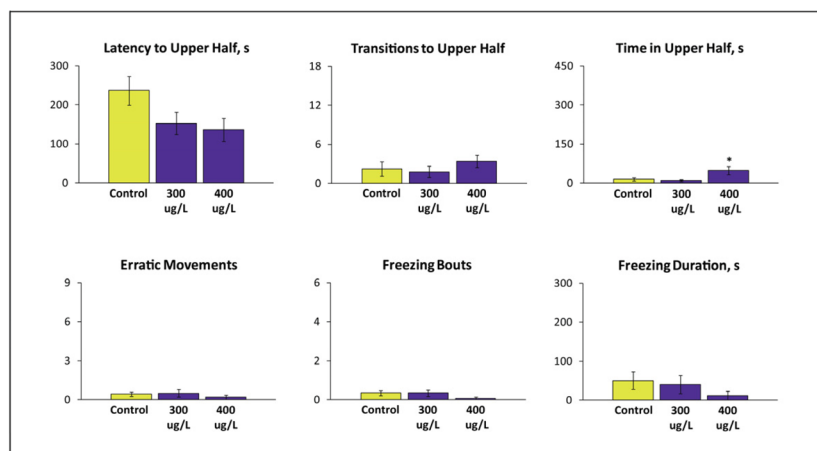 Latency to Upper Half, s
300
200
100
0
Control
300
ug/L
400
ug/L
Transitions to Upper Half
18
12
6
0
Control
300
ug/L
400
ug/L
Time in Upper Half, s
450
300
150
0
*
Control
300
ug/L
400
ug/L
Erratic Movements
9
6
3
0
Control
300
ug/L
400
ug/L
Freezing Bouts
6
4
2
0
Control
300
ug/L
400
ug/L
Freezing Duration, s
300
200
100
0
Control
300
ug/L
400
ug/L